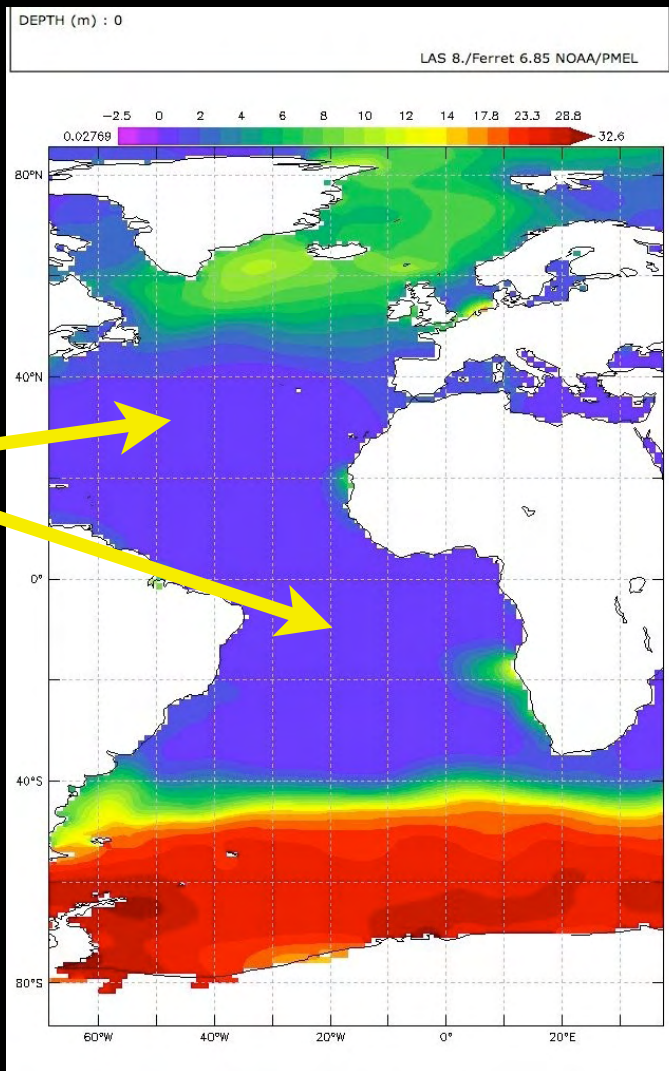 DEPTH (m) : 0
LAS 8./Ferret 6.85 NOAA/PMEL
−2.5 0 2 4 6 8 10 12 14 17.8 23.3 28.8
0.02769 32.6
80°N
40°N
0°
40°S
80°S
60°W 40°W 20°W 0° 20°E